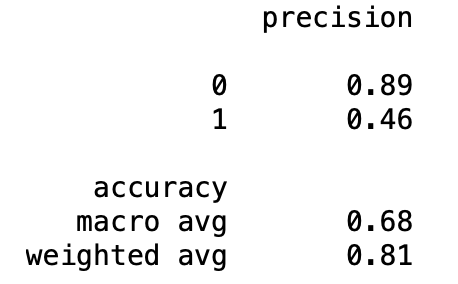 precision
0 0.89
1 0.46
accuracy
macro avg 0.68
weighted avg 0.81